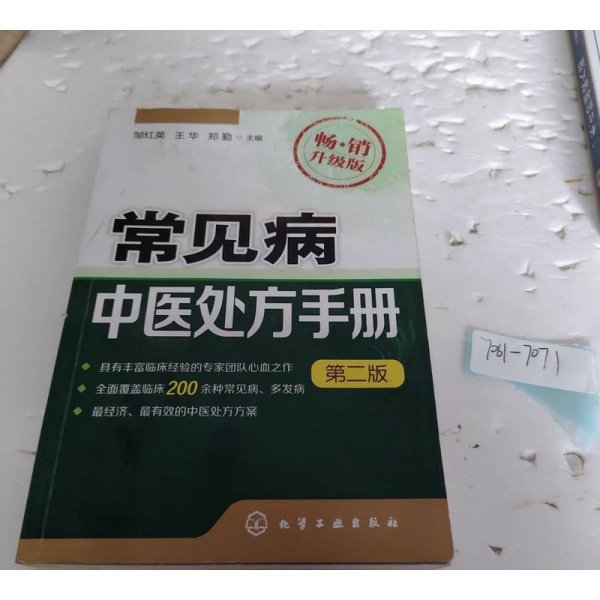 邹红英 王华 郑勤 主编
畅·销
升级版
常见病
中医处方手册
具有丰富临床经验的专家团队心血之作
第二版
全面覆盖临床200余种常见病、多发病
最经济、最有效的中医处方方案
化学工业出版社
7061-7071